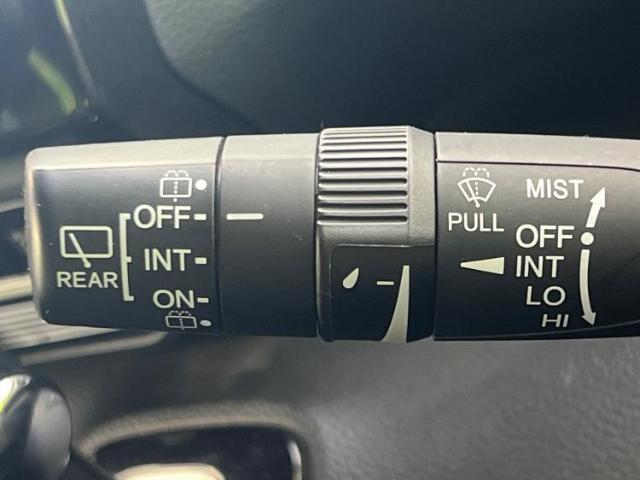 OFF
INT
ON
REAR
PULL
MIST
OFF
INT
LO
HI